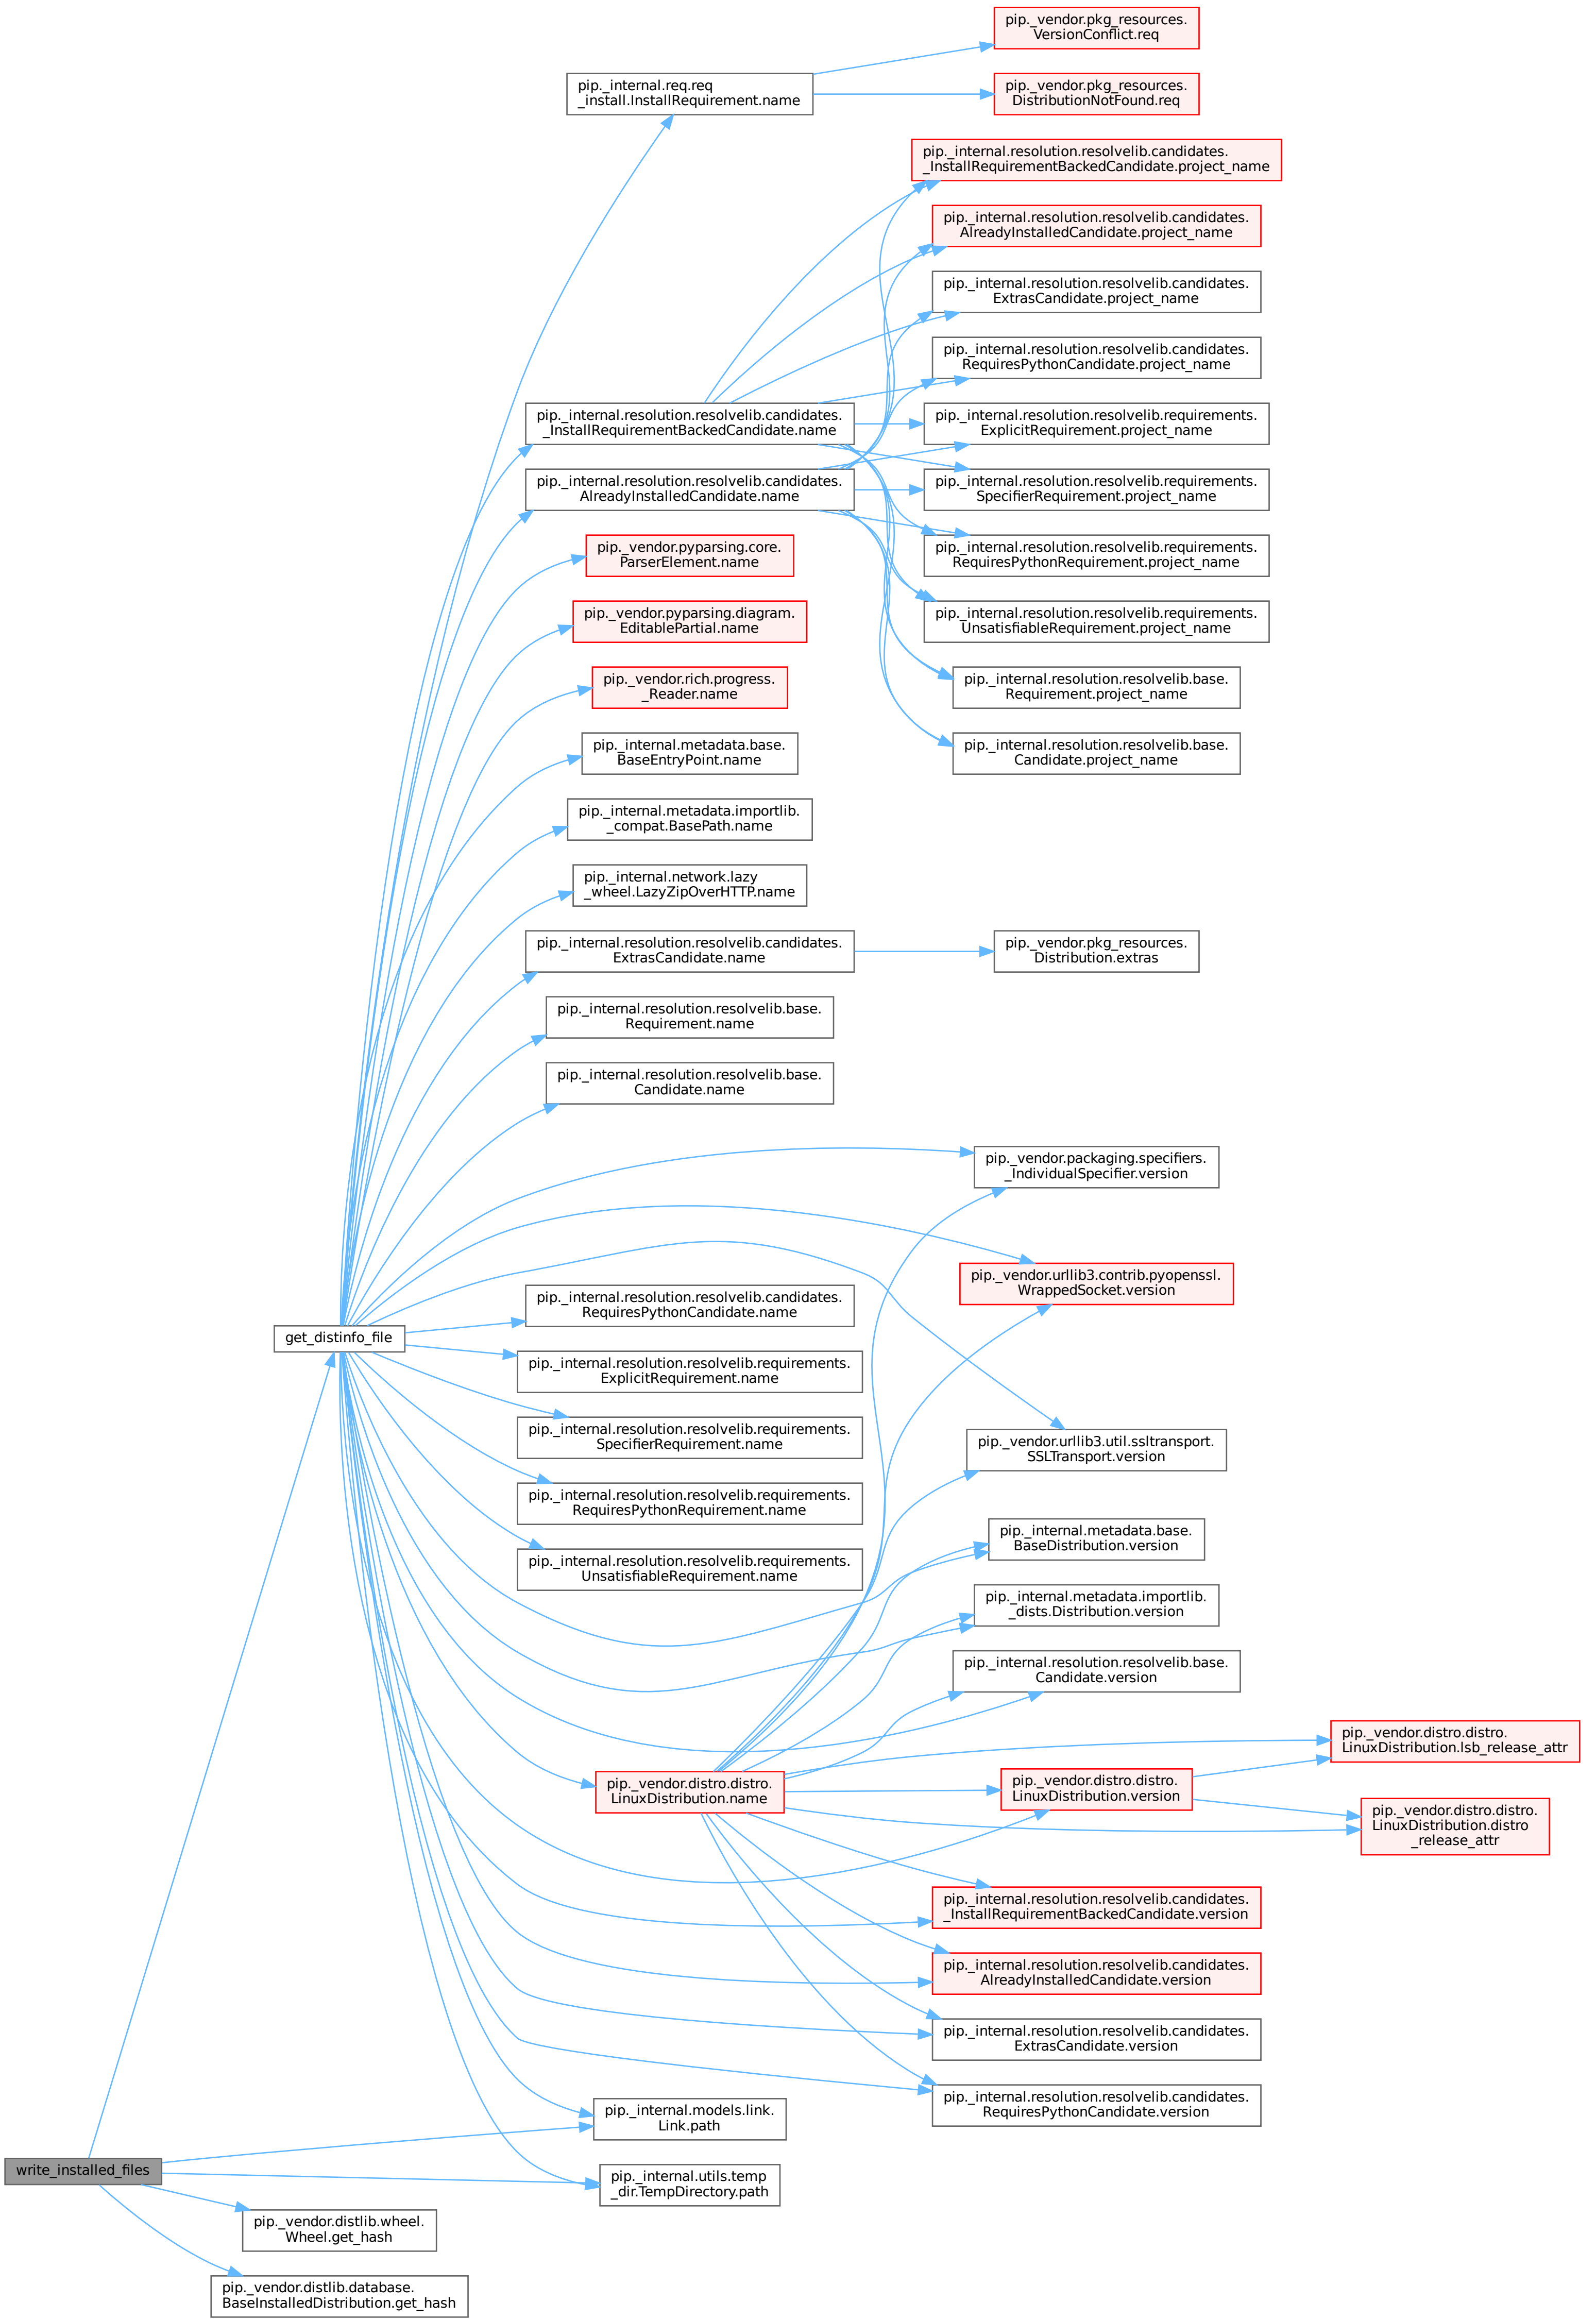 pip._vendor.pkg_resources.
VersionConflict.req
pip._internal.req.req
_install.InstallRequirement.name
pip._vendor.pkg_resources.
DistributionNotFound.req
pip._internal.resolution.resolvelib.candidates.
_InstallRequirementBackedCandidate.project_name
pip._internal.resolution.resolvelib.candidates.
AlreadyInstalledCandidate.project_name
pip._internal.resolution.resolvelib.candidates.
ExtrasCandidate.project_name
pip._internal.resolution.resolvelib.candidates.
RequiresPythonCandidate.project_name
pip._internal.resolution.resolvelib.candidates.
_InstallRequirementBackedCandidate.name
pip._internal.resolution.resolvelib.requirements.
ExplicitRequirement.project_name
pip._internal.resolution.resolvelib.candidates.
AlreadyInstalledCandidate.name
pip._internal.resolution.resolvelib.requirements.
SpecifierRequirement.project_name
pip._vendor.pyparsing.core.
ParserElement.name
pip._internal.resolution.resolvelib.requirements.
RequiresPythonRequirement.project_name
pip._vendor.pyparsing.diagram.
EditablePartial.name
pip._internal.resolution.resolvelib.requirements.
UnsatisfiableRequirement.project_name
pip._vendor.rich.progress.
_Reader.name
pip._internal.resolution.resolvelib.base.
Requirement.project_name
pip._internal.metadata.base.
BaseEntryPoint.name
pip._internal.resolution.resolvelib.base.
Candidate.project_name
pip._internal.metadata.importlib.
_compat.BasePath.name
pip._internal.network.lazy
_wheel.LazyZipOverHTTP.name
pip._internal.resolution.resolvelib.candidates.
ExtrasCandidate.name
pip._vendor.pkg_resources.
Distribution.extras
pip._internal.resolution.resolvelib.base.
Requirement.name
pip._internal.resolution.resolvelib.base.
Candidate.name
pip._vendor.packaging.specifiers.
_IndividualSpecifier.version
pip._vendor.urllib3.contrib.pyopenssl.
WrappedSocket.version
pip._internal.resolution.resolvelib.candidates.
RequiresPythonCandidate.name
get_distinfo_file
pip._internal.resolution.resolvelib.requirements.
ExplicitRequirement.name
pip._internal.resolution.resolvelib.requirements.
SpecifierRequirement.name
pip._vendor.urllib3.util.ssltransport.
SSLTransport.version
pip._internal.resolution.resolvelib.requirements.
RequiresPythonRequirement.name
pip._internal.metadata.base.
BaseDistribution.version
pip._internal.resolution.resolvelib.requirements.
UnsatisfiableRequirement.name
pip._internal.metadata.importlib.
_dists.Distribution.version
pip._internal.resolution.resolvelib.base.
Candidate.version
pip._vendor.distro.distro.
LinuxDistribution.lsb_release_attr
pip._vendor.distro.distro.
LinuxDistribution.name
pip._vendor.distro.distro.
LinuxDistribution.version
pip._vendor.distro.distro.
LinuxDistribution.distro
_release_attr
pip._internal.resolution.resolvelib.candidates.
_InstallRequirementBackedCandidate.version
pip._internal.resolution.resolvelib.candidates.
AlreadyInstalledCandidate.version
pip._internal.resolution.resolvelib.candidates.
ExtrasCandidate.version
pip._internal.resolution.resolvelib.candidates.
RequiresPythonCandidate.version
pip._internal.models.link.
Link.path
write_installed_files
pip._internal.utils.temp
_dir.TempDirectory.path
pip._vendor.distlib.wheel.
Wheel.get_hash
pip._vendor.distlib.database.
BaseInstalledDistribution.get_hash